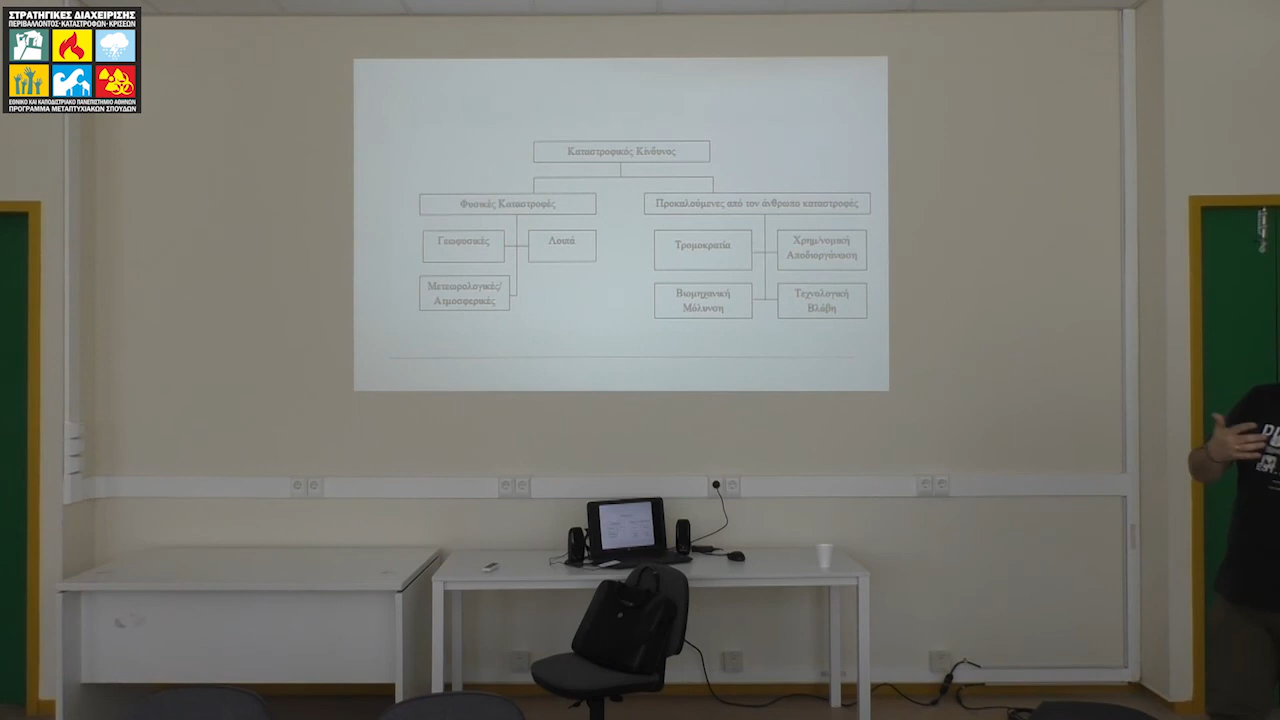 ΣΤΡΑΤΗΓΙΚΕΣ ΔΙΑΧΕΙΡΙΣΗΣ
ΠΕΡΙΒΑΛΛΟΝΤΟΣ·ΚΑΤΑΣΤΡΟΦΩΝ·ΚΡΙΣΕΩΝ
ΕΘΝΙΚΟ ΚΑΙ ΚΑΠΟΔΙΣΤΡΙΑΚΟ ΠΑΝΕΠΙΣΤΗΜΙΟ ΑΘΗΝΩΝ
ΠΡΟΓΡΑΜΜΑ ΜΕΤΑΠΤΥΧΙΑΚΩΝ ΣΠΟΥΔΩΝ
Καταστροφικός Κίνδυνος
Φυσικές Καταστροφές
Προκαλούμενες από τον άνθρωπο καταστροφές
Γεωφυσικές
Λοιπά
Μετεωρολογικές/
Ατμοσφερικές
Τρομοκρατία
Χρημ/νομική
Αποδιοργάνωση
Βιομηχανική
Μόλυνση
Τεχνολογική
Βλάβη